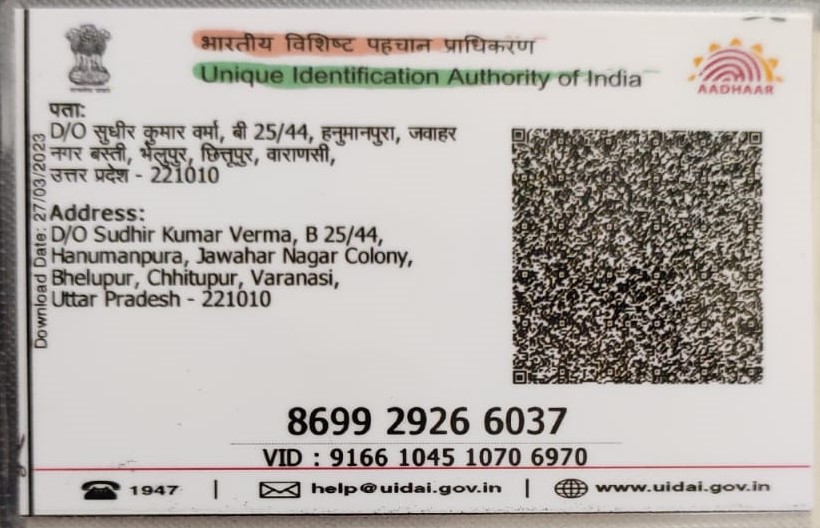 भारतीय विशिष्ट पहचान प्राधिकरण
Unique Identification Authority of India
AADHAAR
पता:
D/O सुधीर कुमार वर्मा, बी 25/44, हनुमानपुरा, जवाहर
नगर बस्ती, भेलुपुर, छित्तूपुर, वाराणसी,
उत्तर प्रदेश - 221010
Address:
D/O Sudhir Kumar Verma, B 25/44,
Hanumanpura, Jawahar Nagar Colony,
Bhelupur, Chhitupur, Varanasi,
Uttar Pradesh - 221010
Download Date: 27/03/2023
8699 2926 6037
VID : 9166 1045 1070 6970
1947 | help@uidai.gov.in | www.uidai.gov.in